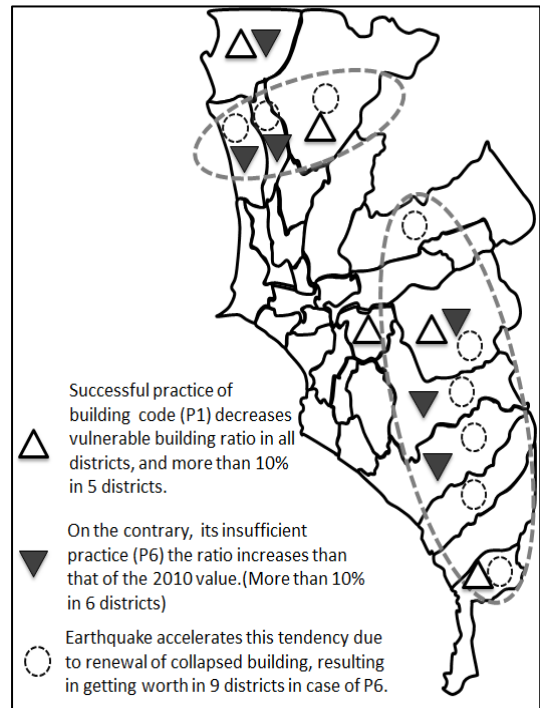 Successful practice of
building code (P1) decreases
vulnerable building ratio in all
districts, and more than 10%
in 5 districts.
On the contrary, its insufficient
practice (P6) the ratio increases than
that of the 2010 value.(More than 10%
in 6 districts)
Earthquake accelerates this tendency due
to renewal of collapsed building, resulting
in getting worth in 9 districts in case of P6.